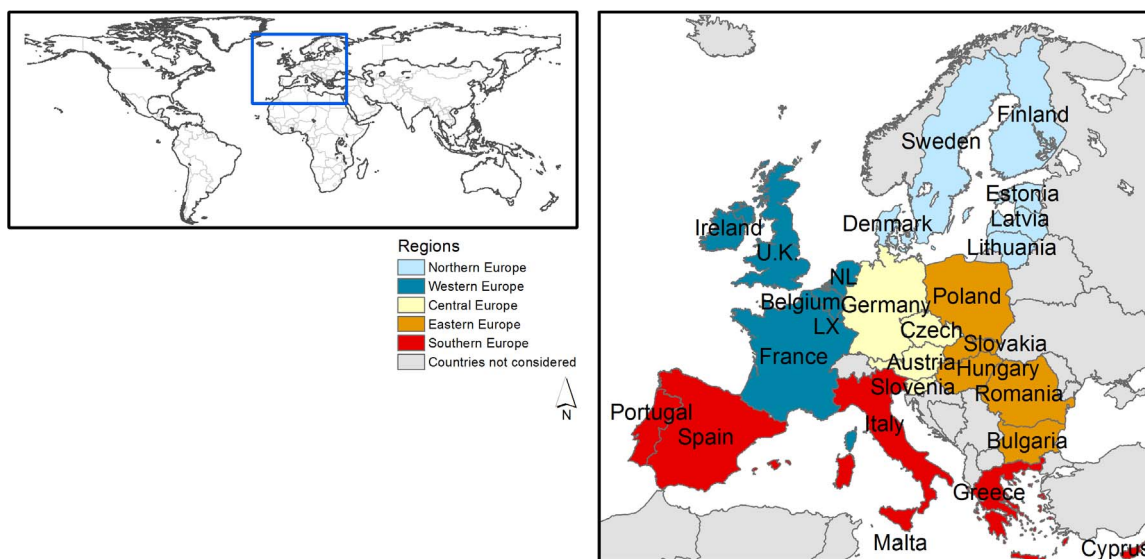 Regions
Northern Europe
Western Europe
Central Europe
Eastern Europe
Southern Europe
Countries not considered
N
Finland
Sweden
Estonia
Latvia
Lithuania
Denmark
Ireland
U.K.
NL
Belgium
LX
Germany
Poland
Czech
Slovakia
France
Austria
Hungary
Slovenia
Romania
Portugal
Spain
Italy
Bulgaria
Greece
Malta
Cyprus